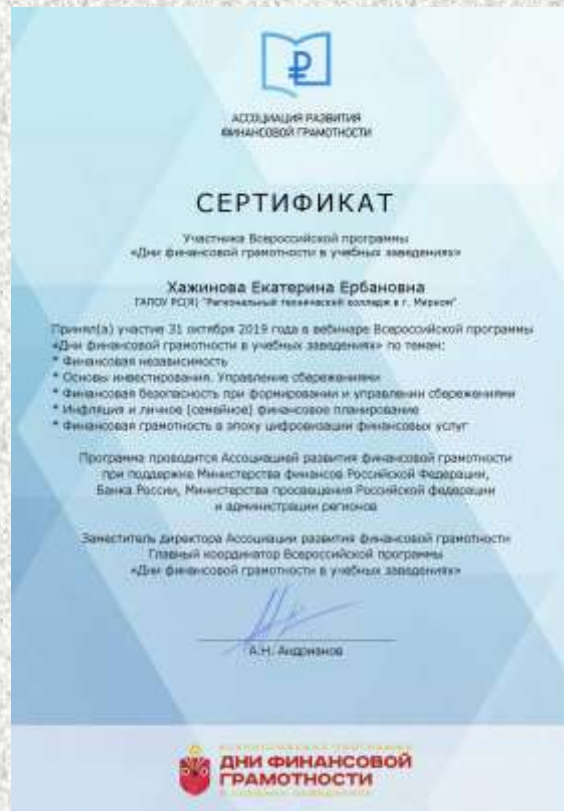 АССОЦИАЦИЯ РАЗВИТИЯ
ФИНАНСОВОЙ ГРАМОТНОСТИ
СЕРТИФИКАТ
Участника Всероссийской программы
«Дни финансовой грамотности в учебных заведениях»
Хажинова Екатерина Ербановна
ГАПОУ РС(Я) "Региональный технический колледж в г. Мирном"
Принял(а) участие 31 октября 2019 года в вебинаре Всероссийской программы
«Дни финансовой грамотности в учебных заведениях» по темам:
* Финансовая независимость
* Основы инвестирования. Управление сбережениями
* Финансовая безопасность при формировании и управлении сбережениями
* Инфляция и личное (семейное) финансовое планирование
* Финансовая грамотность в эпоху цифровизации финансовых услуг
Программа проводится Ассоциацией развития финансовой грамотности
при поддержке Министерства финансов Российской Федерации,
Банка России, Министерства просвещения Российской Федерации
и администрации регионов
Заместитель директора Ассоциации развития финансовой грамотности
Главный координатор Всероссийской программы
«Дни финансовой грамотности в учебных заведениях»
А.Н. Андрианов
ВСЕРОССИЙСКАЯ ПРОГРАММА
ДНИ ФИНАНСОВОЙ
ГРАМОТНОСТИ
В УЧЕБНЫХ ЗАВЕДЕНИЯХ